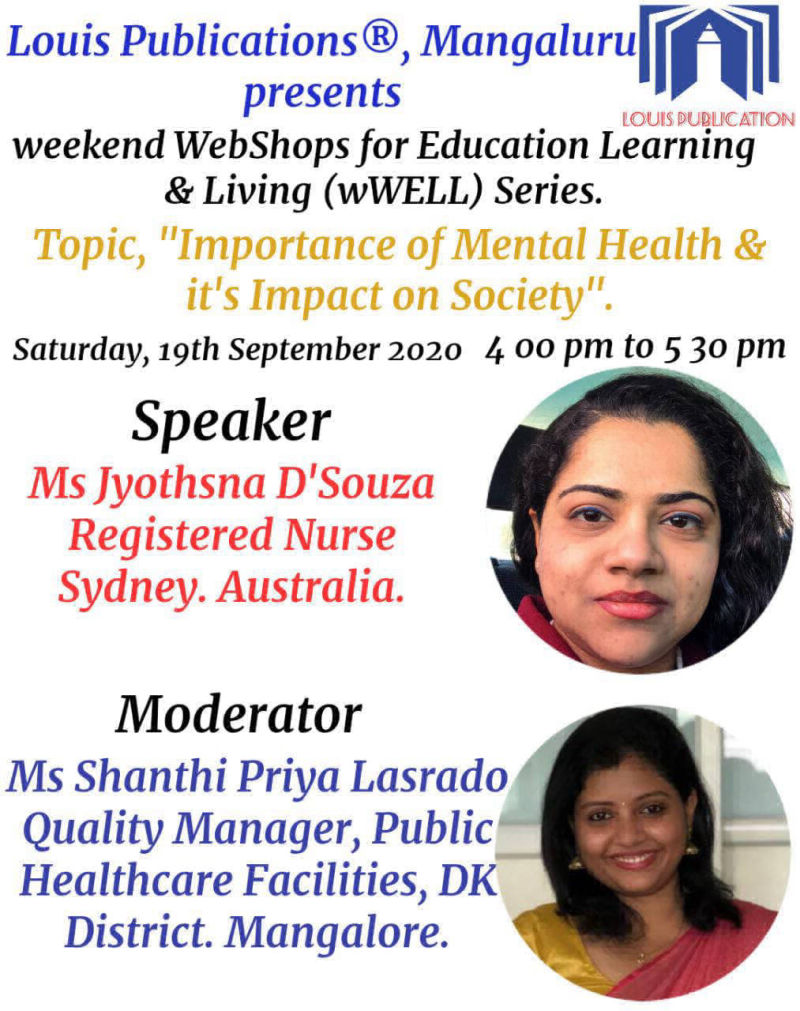 Louis Publications®, Mangaluru
presents
LOUIS PUBLICATION
weekend WebShops for Education Learning
& Living (wWELL) Series.
Topic, "Importance of Mental Health &
it's Impact on Society".
Saturday, 19th September 2020 4 00 pm to 5 30 pm
Speaker
Ms Jyothsna D'Souza
Registered Nurse
Sydney. Australia.
Moderator
Ms Shanthi Priya Lasrado
Quality Manager, Public
Healthcare Facilities, DK
District. Mangalore.